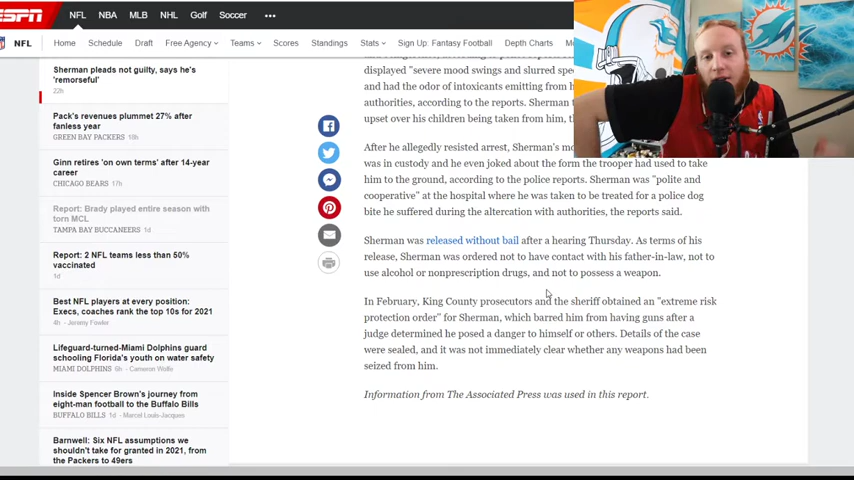 ESPN
NFL
NBA
MLB
NHL
Golf
Soccer
•••
NFL
Home
Schedule
Draft
Free Agency
Teams
Scores
Standings
Stats
Sign Up: Fantasy Football
Depth Charts
Sherman pleads not guilty, says he's
'remorseful'
22h
Pack's revenues plummet 27% after
fanless year
GREEN BAY PACKERS 18h
Ginn retires 'on own terms' after 14-year
career
CHICAGO BEARS 17h
Report: Brady played entire season with
torn MCL
TAMPA BAY BUCCANEERS 1d
Report: 2 NFL teams less than 50%
vaccinated
1d
Best NFL players at every position:
Execs, coaches rank the top 10s for 2021
4h - Jeremy Fowler
Lifeguard-turned-Miami Dolphins guard
schooling Florida's youth on water safety
MIAMI DOLPHINS 6h - Cameron Wolfe
Inside Spencer Brown's journey from
eight-man football to the Buffalo Bills
BUFFALO BILLS 1d - Marcel Louis-Jacques
Barnwell: Six NFL assumptions we
shouldn't take for granted in 2021, from
the Packers to 49ers
displayed "severe mood swings and slurred
and had the odor of intoxicants emitting from
authorities, according to the reports. Sherman
upset over his children being taken from him,
After he allegedly resisted arrest, Sherman's
was in custody and he even joked about the form the trooper had used to take
him to the ground, according to the police reports. Sherman was "polite and
cooperative" at the hospital where he was taken to be treated for a police dog
bite he suffered during the altercation with authorities, the reports said.
Sherman was released without bail after a hearing Thursday. As terms of his
release, Sherman was ordered not to have contact with his father-in-law, not to
use alcohol or nonprescription drugs, and not to possess a weapon.
In February, King County prosecutors and the sheriff obtained an "extreme risk
protection order" for Sherman, which barred him from having guns after a
judge determined he posed a danger to himself or others. Details of the case
were sealed, and it was not immediately clear whether any weapons had been
seized from him.
Information from The Associated Press was used in this report.